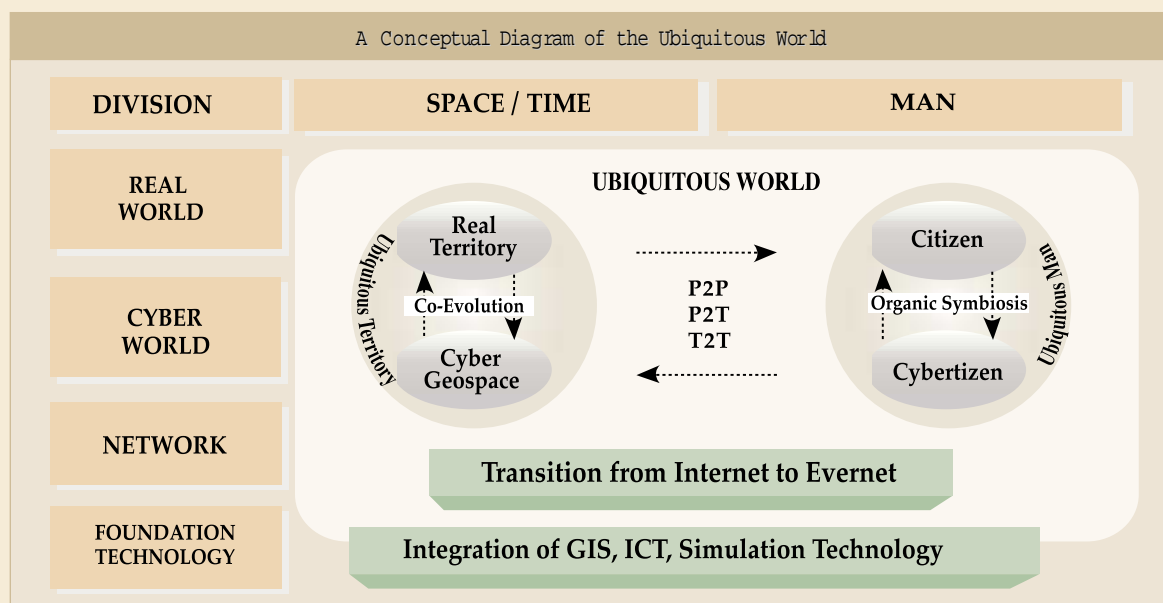 A Conceptual Diagram of the Ubiquitous World
DIVISION
SPACE / TIME
MAN
REAL
WORLD
UBIQUITOUS WORLD
Real
Territory
Ubiquitous Territory
Co-Evolution
Cyber
Geospace
P2P
P2T
T2T
Citizen
Organic Symbiosis
Ubiquitous Man
Cybertizen
CYBER
WORLD
NETWORK
Transition from Internet to Evernet
FOUNDATION
TECHNOLOGY
Integration of GIS, ICT, Simulation Technology